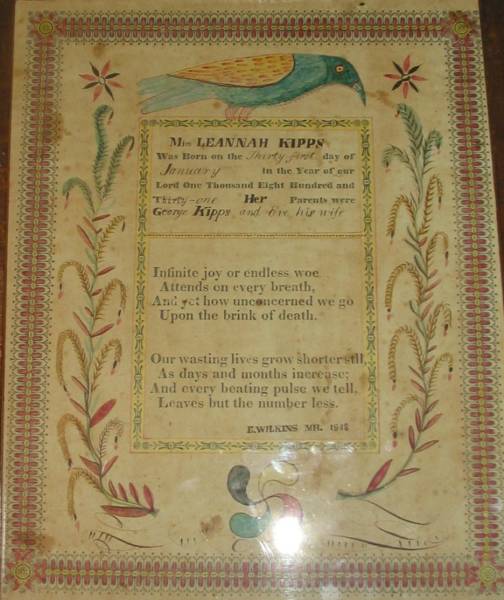 Miss LEANNAH KIPPS
Was Born on the Thirty-first day of
January in the Year of our
Lord One Thousand Eight Hundred and
Thirty-one Her Parents were
George Kipps, and his wife
Infinite joy or endless woe
Attends on every breath,
And yet how unconcerned we go
Upon the brink of death.
Our wasting lives grow shorter still,
As days and months increase;
And every beating pulse we tell,
Leaves but the number less.
E.WILKINS MR. 1848